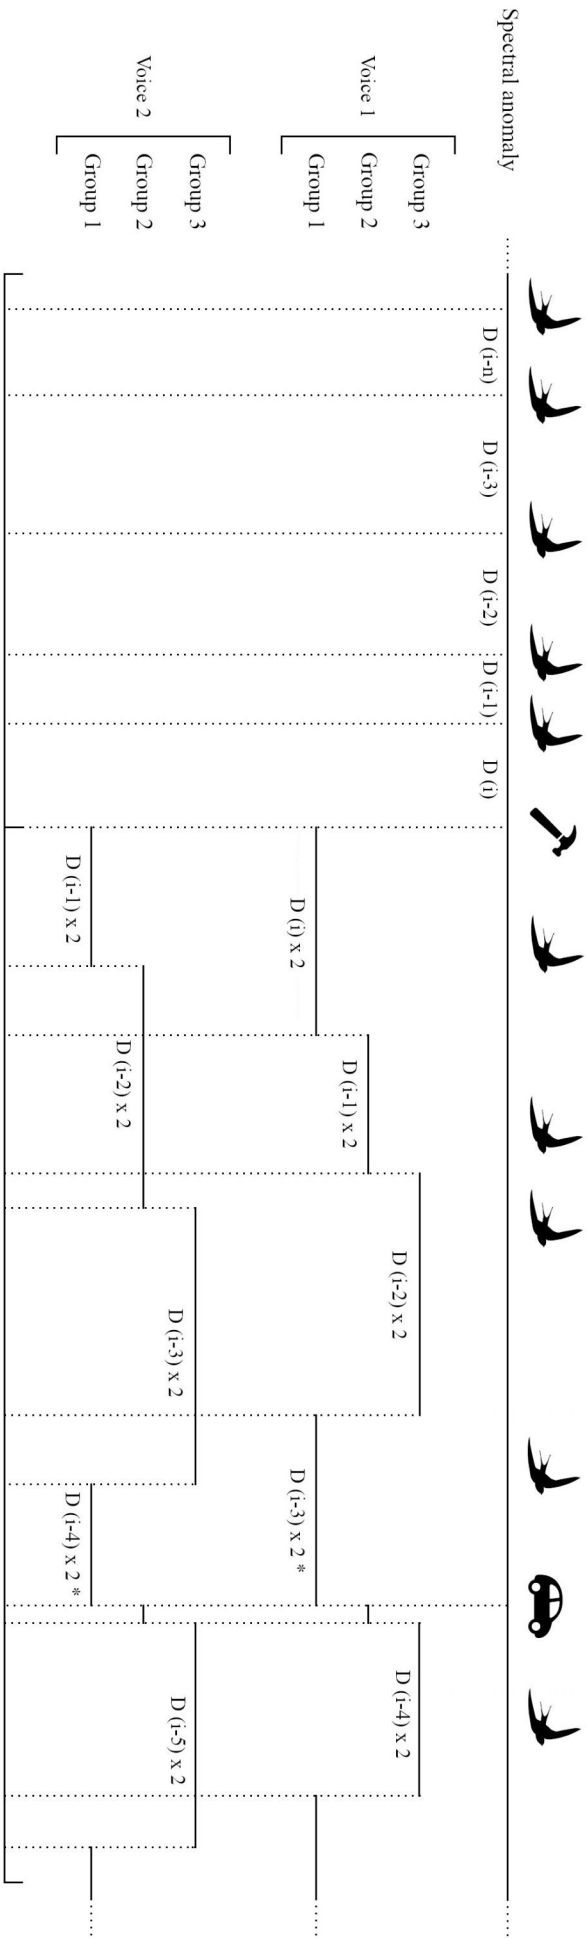 Spectral anomaly
D (i-n)
D (i-3)
D (i-2)
D (i-1)
D (i)
Voice 1
Group 3
Group 2
Group 1
D (i-2) x 2
D (i-4) x 2
D (i-1) x 2
D (i) x 2
D (i-3) x 2 *
Voice 2
Group 3
Group 2
Group 1
D (i-3) x 2
D (i-5) x 2
D (i-2) x 2
D (i-1) x 2
D (i-4) x 2 *